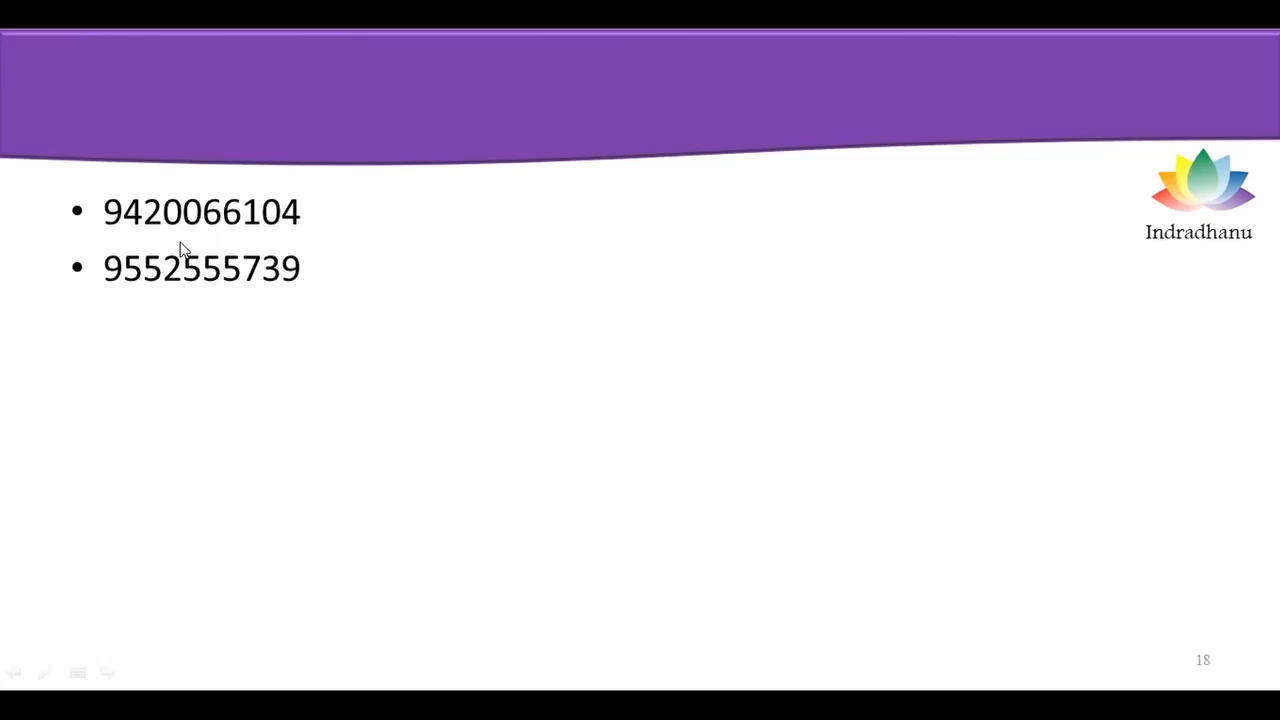 • 9420066104
• 9552555739
Indradhanu
18